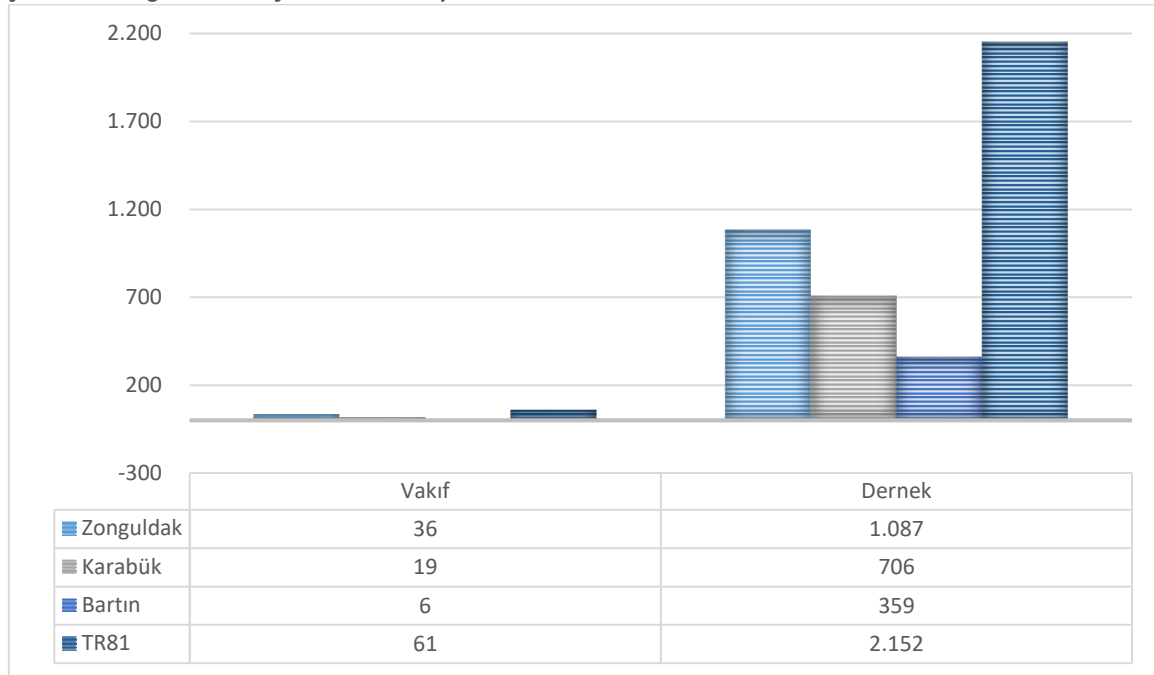 2.200
1.700
1.200
700
200
-300
Vakıf Dernek
Zonguldak 36 1.087
Karabük 19 706
Bartın 6 359
TR81 61 2.152